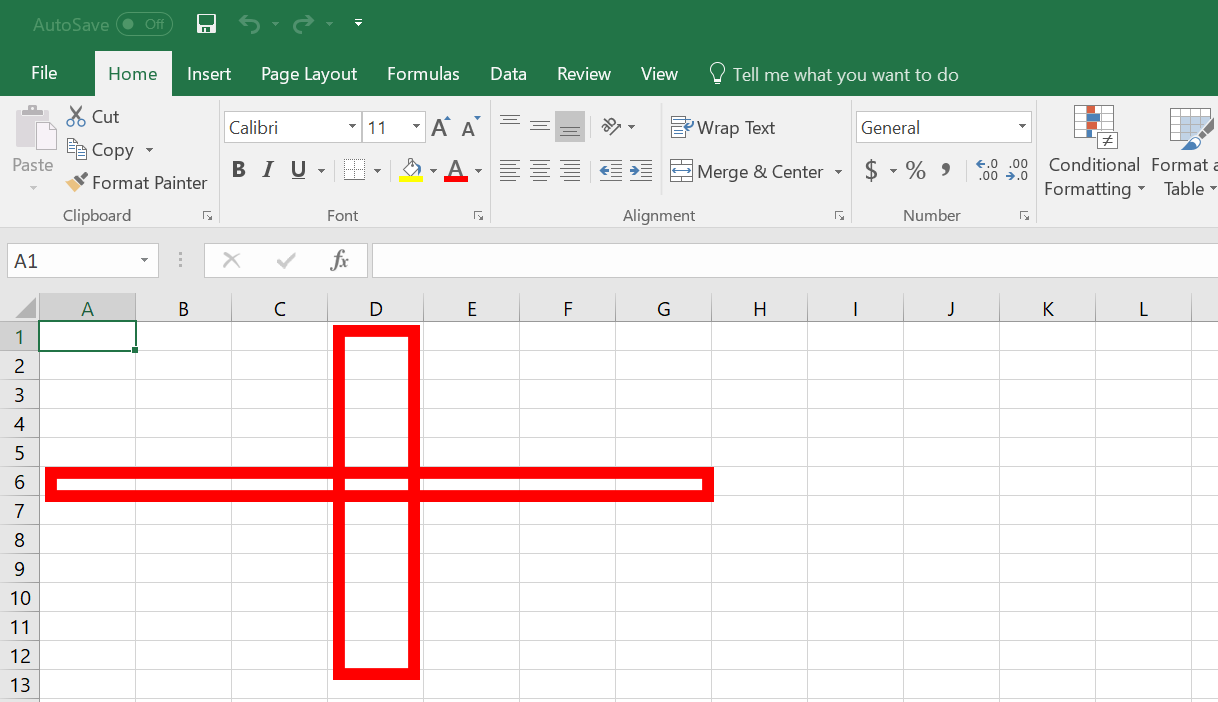 AutoSave Off
File Home Insert Page Layout Formulas Data Review View Tell me what you want to do
Cut
Calibri 11 A A Wrap Text General
Copy
Paste Conditional Format a
B I U A Merge & Center $ % , .0 .00 .00 .0
Format Painter Formatting Table
Clipboard Font Alignment Number
A1 fx
A B C D E F G H I J K L
1
2
3
4
5
6
7
8
9
10
11
12
13